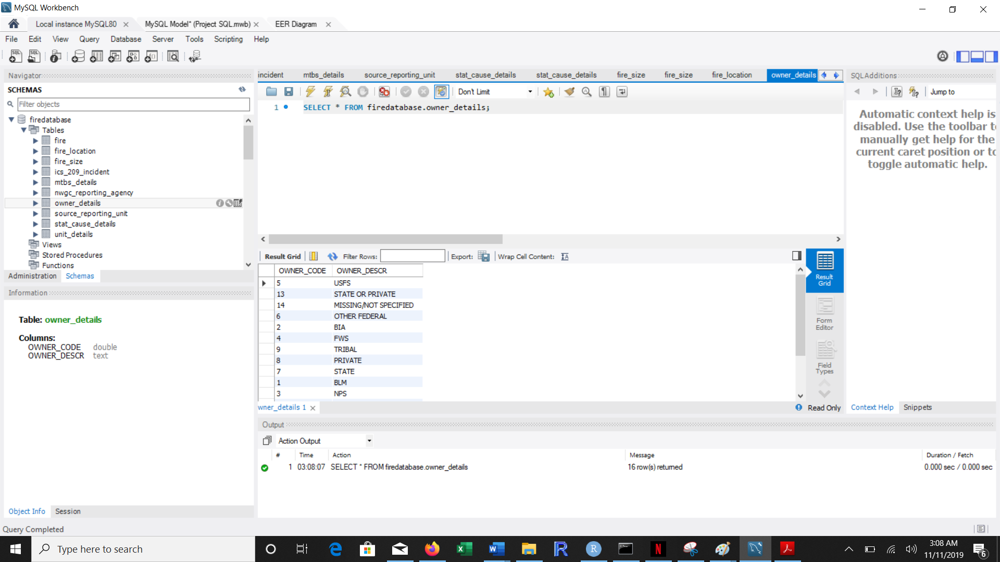 MySQL Workbench
Local instance MySQL80
MySQL Model* (Project SQL.mwb)
EER Diagram
File Edit View Query Database Server Tools Scripting Help
Navigator
SCHEMAS
Filter objects
firedatabase
Tables
fire
fire_location
fire_size
ics_209_incident
mtbs_details
nwgc_reporting_agency
owner_details
source_reporting_unit
stat_cause_details
unit_details
Views
Stored Procedures
Functions
Administration Schemas
Information
Table: owner_details
Columns:
OWNER_CODE double
OWNER_DESCR text
Object Info Session
Query Completed
incident mtbs_details source_reporting_unit stat_cause_details stat_cause_details fire_size fire_size fire_location owner_details
Don't Limit
1 SELECT * FROM firedatabase.owner_details;
Result Grid Filter Rows: Export: Wrap Cell Content:
OWNER_CODE OWNER_DESCR
5 USFS
13 STATE OR PRIVATE
14 MISSING/NOT SPECIFIED
6 OTHER FEDERAL
2 BIA
4 FWS
9 TRIBAL
8 PRIVATE
7 STATE
1 BLM
3 NPS
Result
Grid
Form
Editor
Field
Types
wner_details 1
Read Only
SQLAdditions
Jump to
Automatic context help is
disabled. Use the toolbar t
manually get help for the
current caret position or to
toggle automatic help.
Context Help Snippets
Output
Action Output
# Time Action Message Duration / Fetch
1 03:08:07 SELECT * FROM firedatabase.owner_details 16 row(s) returned 0.000 sec / 0.000 sec
Type here to search
3:08 AM
11/11/2019
6